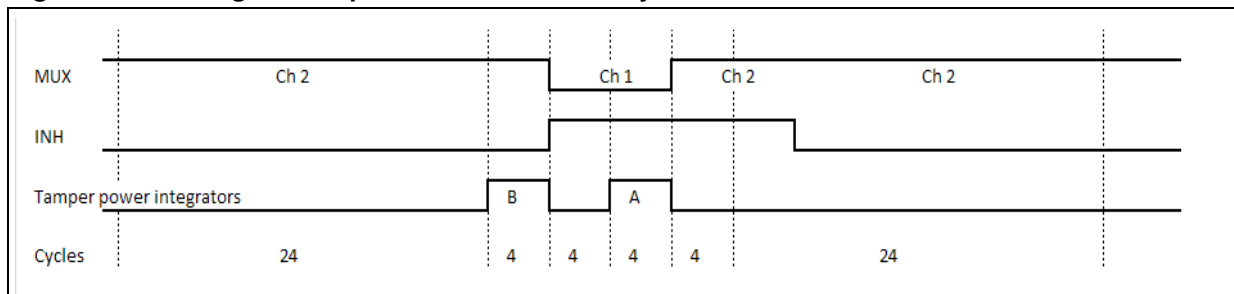 MUX Ch 2 Ch 1 Ch 2 Ch 2
INH
Tamper power integrators B A
Cycles 24 4 4 4 4 24